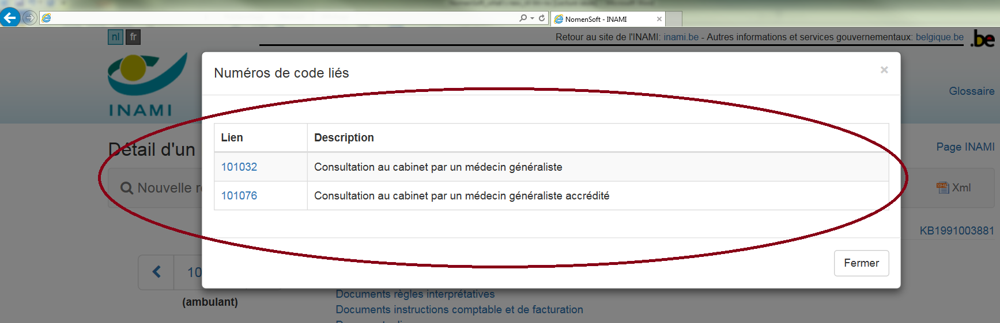 NomenSoft - INAMI
nl fr
Retour au site de l'INAMI: inami.be - Autres informations et services gouvernementaux: belgique.be
.be
INAMI
Glossaire
Numéros de code liés
×
Lien Description
101032 Consultation au cabinet par un médecin généraliste
101076 Consultation au cabinet par un médecin généraliste accrédité
Fermer
Détail d'un
Page INAMI
Nouvelle
Xml
KB1991003881
10
(ambulant)
Documents règles interprétatives
Documents instructions comptable et de facturation